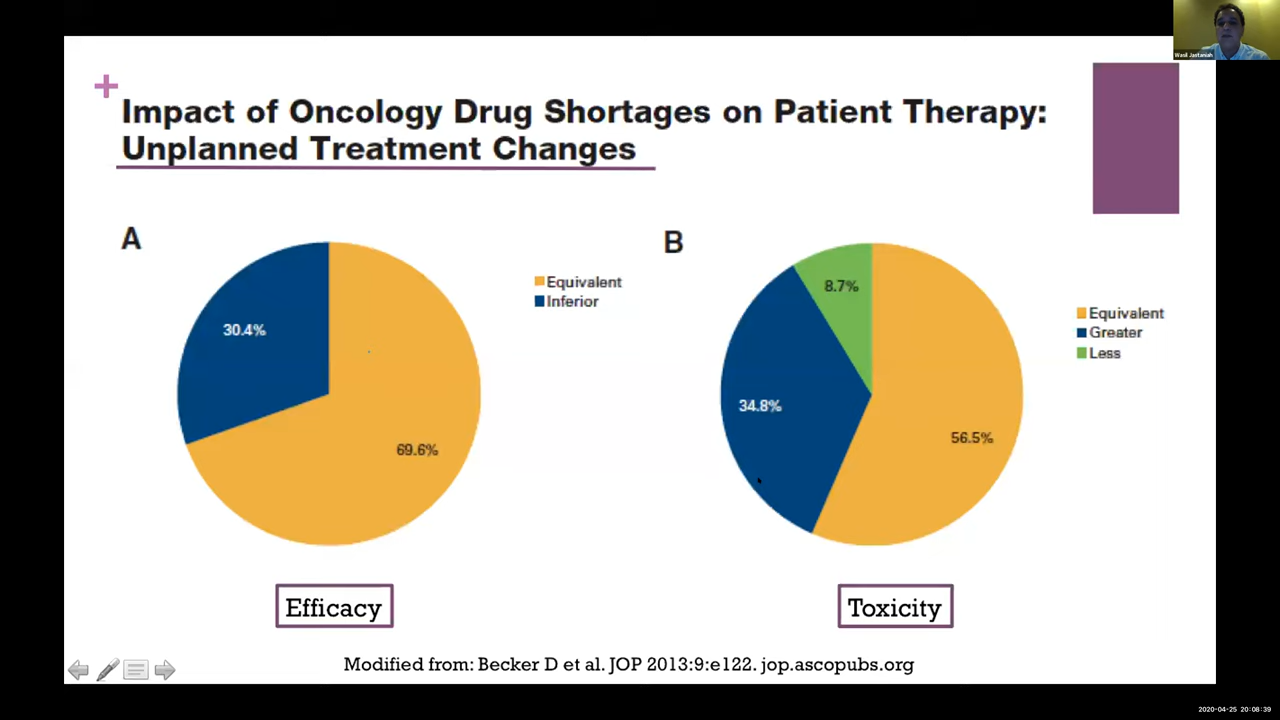 Wasil Jastaniah
+
Impact of Oncology Drug Shortages on Patient Therapy:
Unplanned Treatment Changes
A
Equivalent
Inferior
30.4%
69.6%
Efficacy
B
Equivalent
Greater
Less
8.7%
34.8%
56.5%
Toxicity
Modified from: Becker D et al. JOP 2013:9:e122. jop.ascopubs.org
2020-04-25 20:08:39